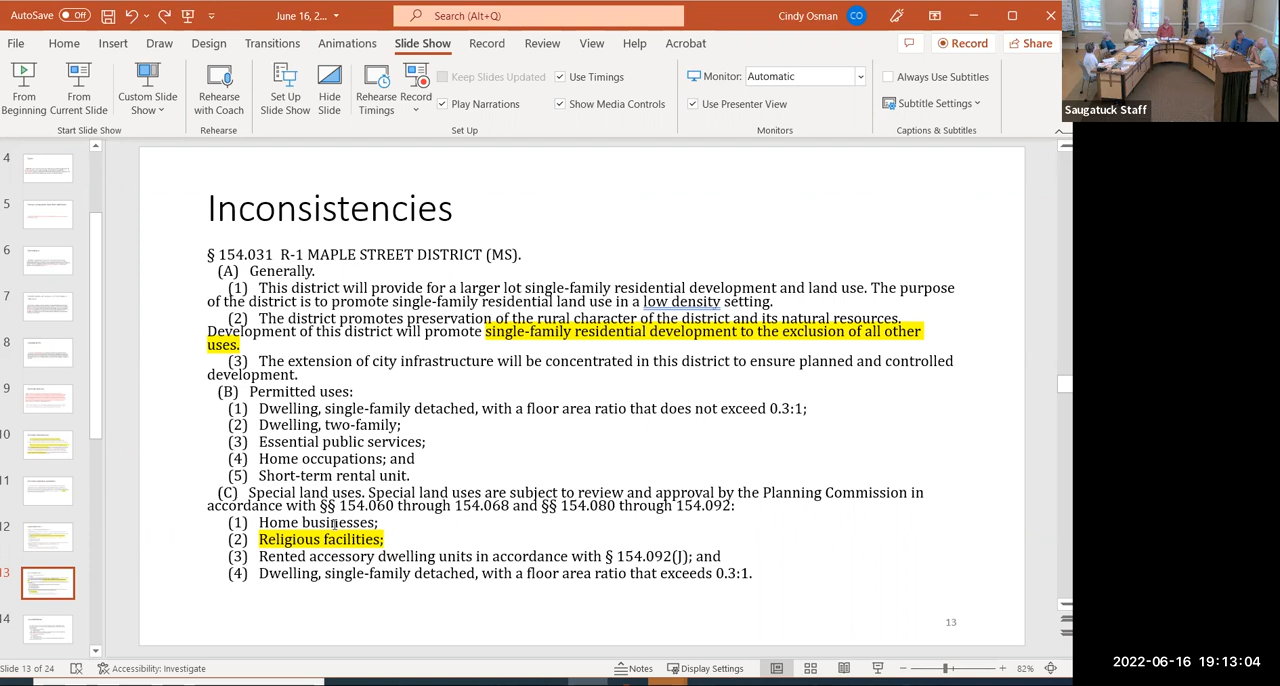 AutoSave Off June 16, 2... Search (Alt+Q) Cindy Osman CO
File Home Insert Draw Design Transitions Animations Slide Show Record Review View Help Acrobat Record Share
From Beginning
From Current Slide
Custom Slide Show
Start Slide Show
Rehearse with Coach
Rehearse
Set Up Slide Show
Hide Slide
Rehearse Timings
Record
Keep Slides Updated
Play Narrations
Use Timings
Show Media Controls
Set Up
Monitor: Automatic
Use Presenter View
Monitors
Always Use Subtitles
Subtitle Settings
Captions & Subtitles
Saugatuck Staff
4
5
6
7
8
9
10
11
12
13
14
Inconsistencies
§ 154.031 R-1 MAPLE STREET DISTRICT (MS).
(A) Generally.
(1) This district will provide for a larger lot single-family residential development and land use. The purpose
of the district is to promote single-family residential land use in a low density setting.
(2) The district promotes preservation of the rural character of the district and its natural resources.
Development of this district will promote single-family residential development to the exclusion of all other
uses.
(3) The extension of city infrastructure will be concentrated in this district to ensure planned and controlled
development.
(B) Permitted uses:
(1) Dwelling, single-family detached, with a floor area ratio that does not exceed 0.3:1;
(2) Dwelling, two-family;
(3) Essential public services;
(4) Home occupations; and
(5) Short-term rental unit.
(C) Special land uses. Special land uses are subject to review and approval by the Planning Commission in
accordance with §§ 154.060 through 154.068 and §§ 154.080 through 154.092:
(1) Home businesses;
(2) Religious facilities;
(3) Rented accessory dwelling units in accordance with § 154.092(J); and
(4) Dwelling, single-family detached, with a floor area ratio that exceeds 0.3:1.
13
Slide 13 of 24 Accessibility: Investigate Notes Display Settings 82%
2022-06-16 19:13:04